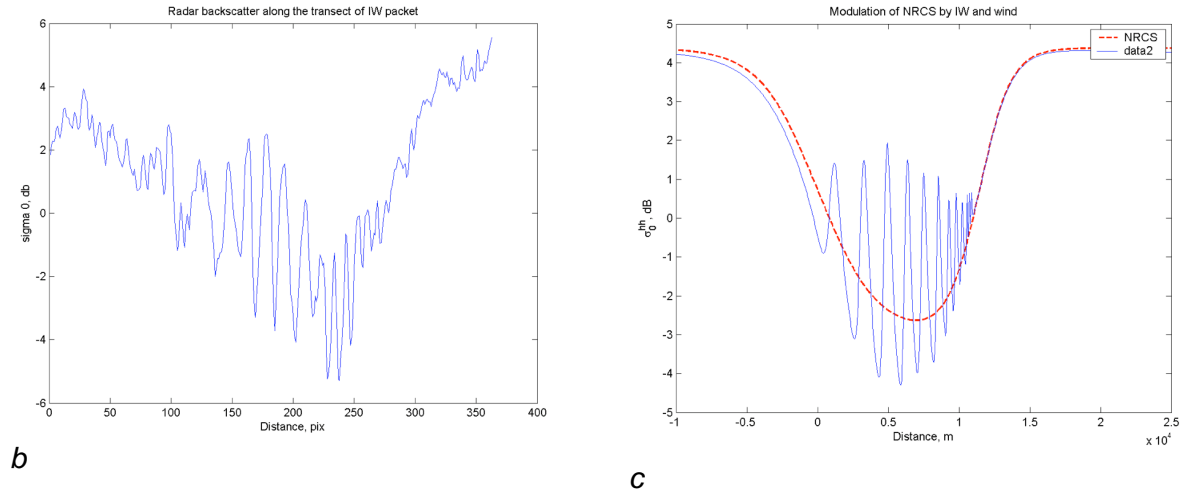 Radar backscatter along the transect of IW packet
6
4
2
0
-2
-4
-6
sigma 0, db
0 50 100 150 200 250 300 350 400
Distance, pix
b
Modulation of NRCS by IW and wind
NRCS
data2
5
4
3
2
1
0
-1
-2
-3
-4
-5
σ₀ʰʰ, dB
-1 -0.5 0 0.5 1 1.5 2 2.5
x 10⁴
Distance, m
c